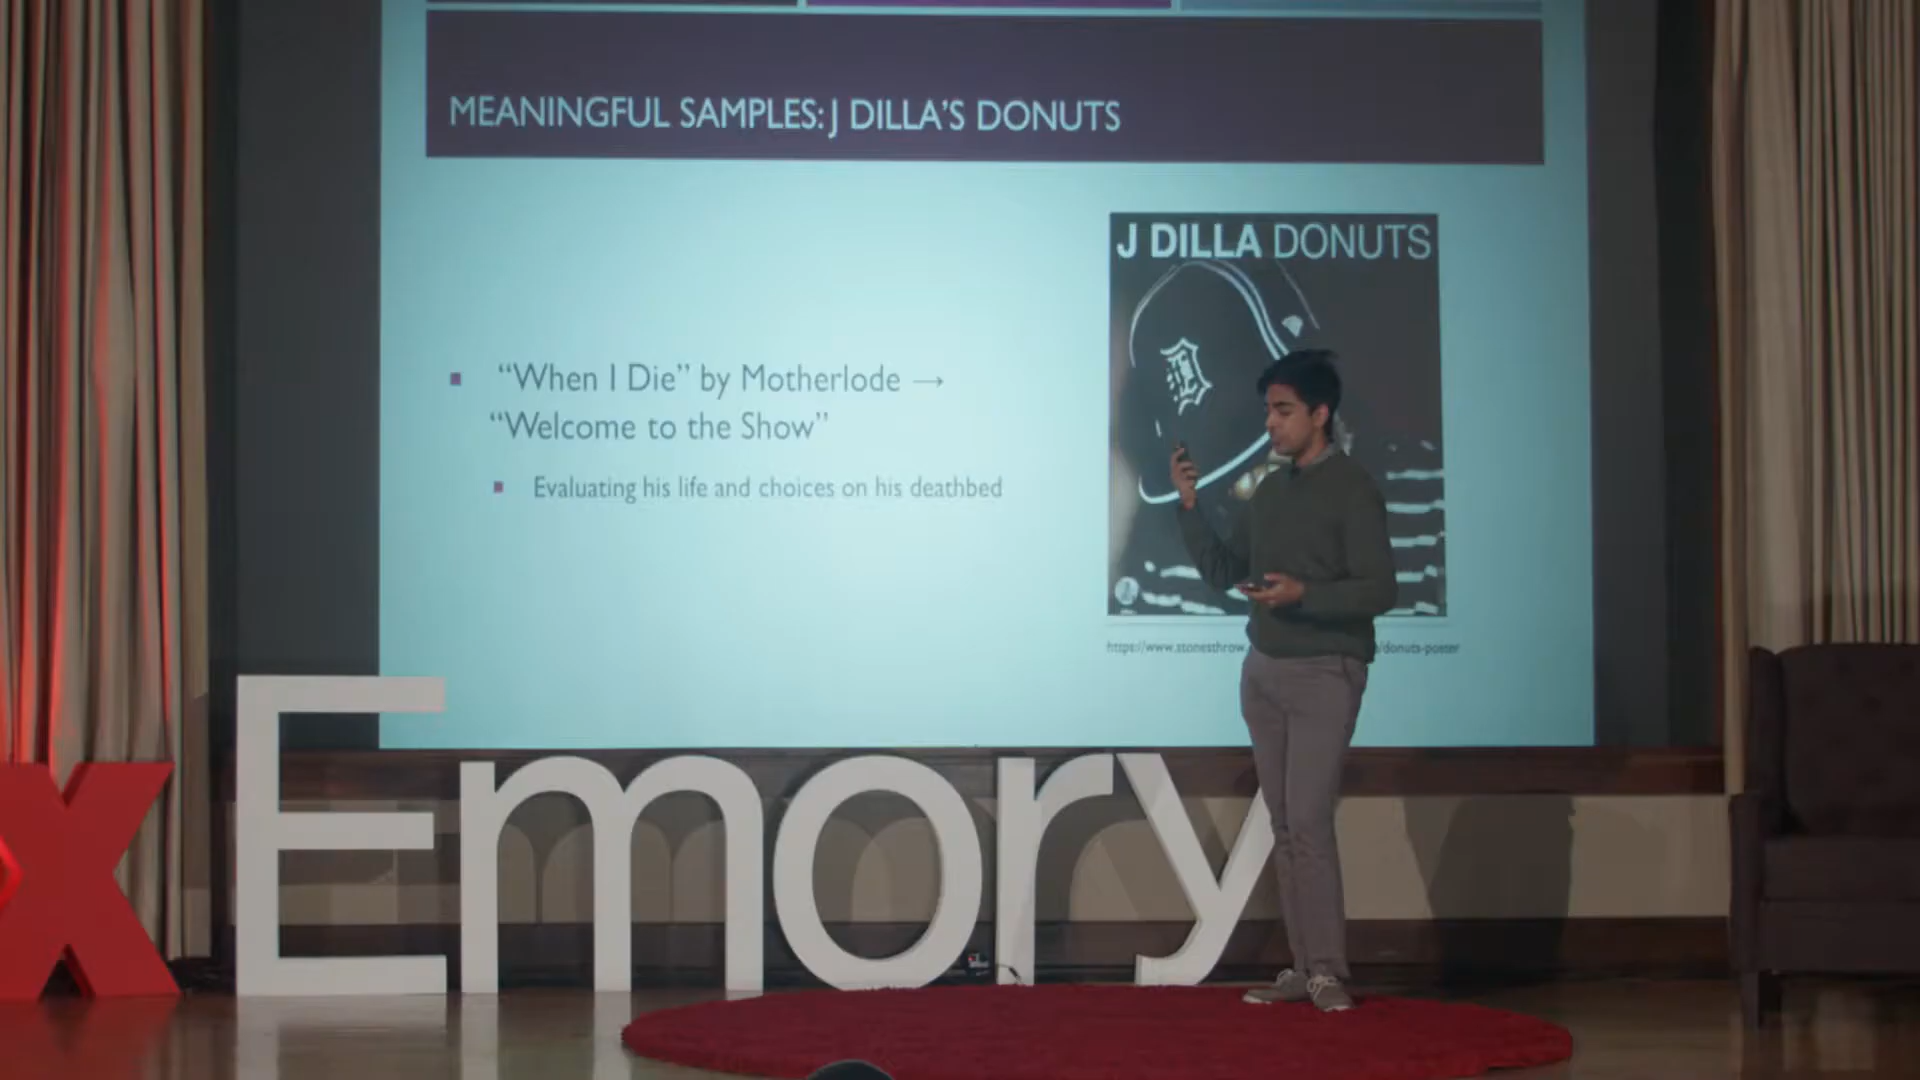 MEANINGFUL SAMPLES: J DILLA'S DONUTS
J DILLA DONUTS
“When I Die” by Motherlode →
“Welcome to the Show”
Evaluating his life and choices on his deathbed
https://www.stonesthrow. /donuts-poster
x Emory